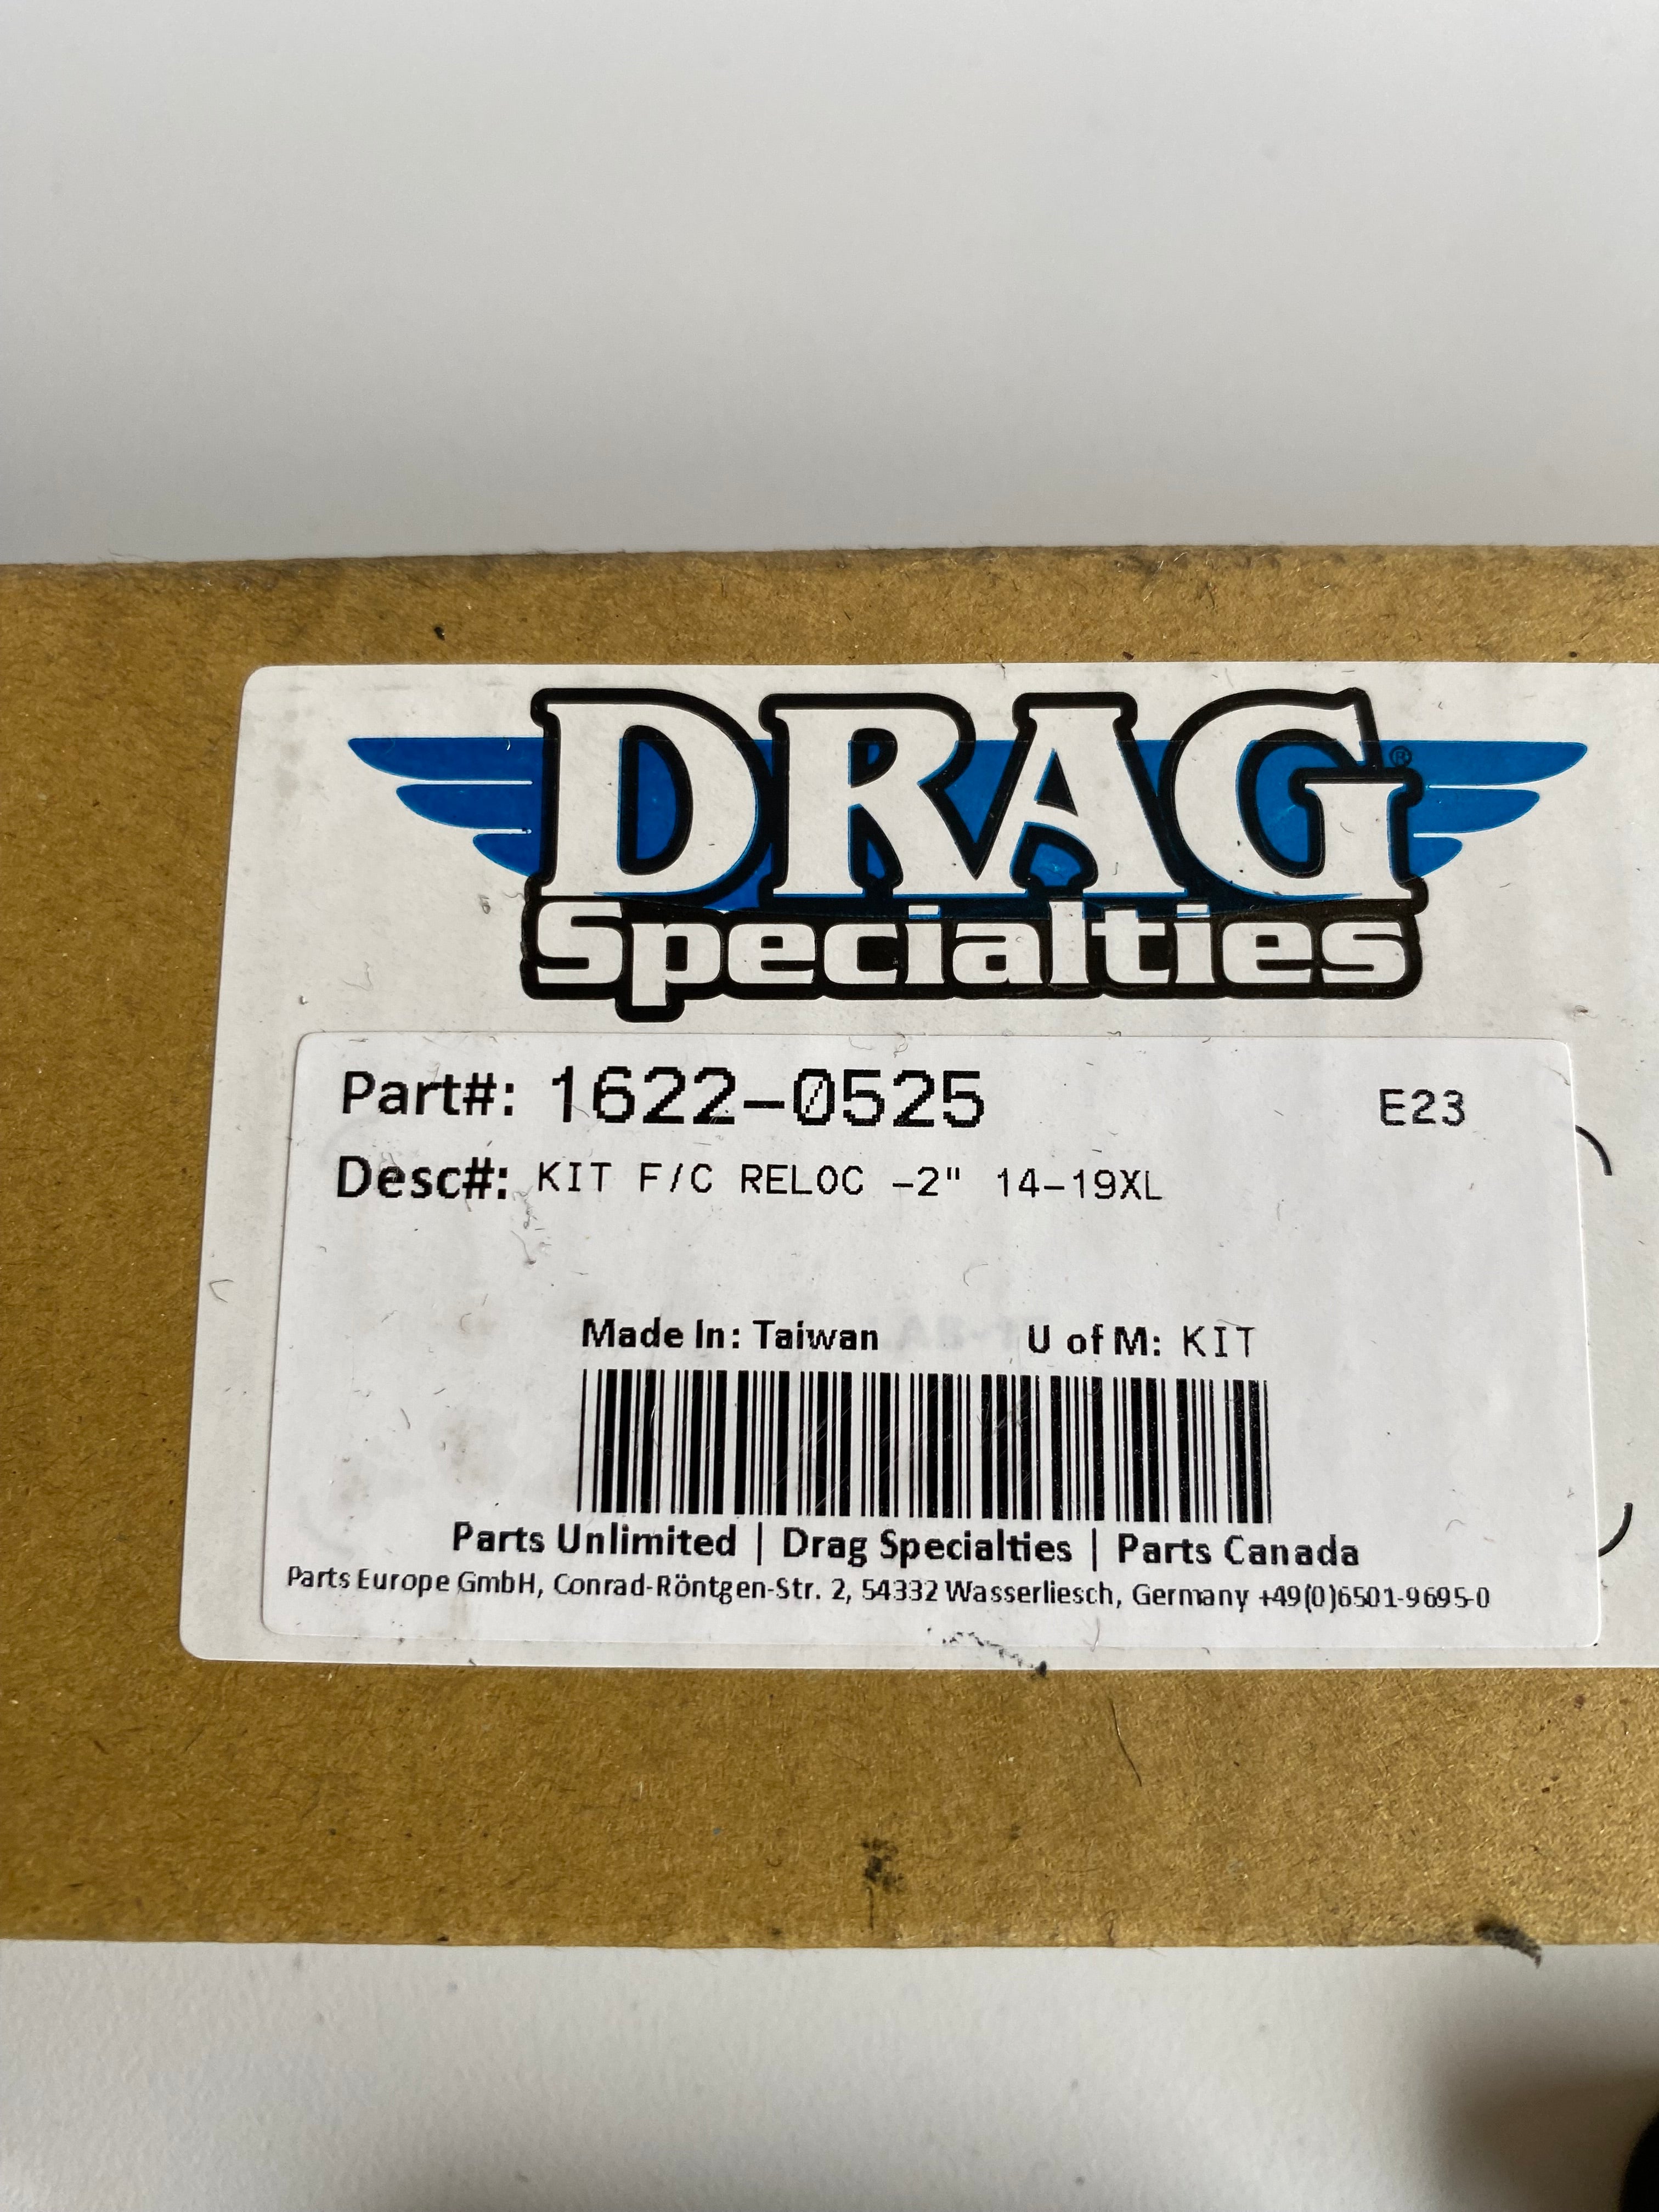 DRAG®
Specialties
Part#: 1622-0525 E23
Desc#: KIT F/C RELOC -2" 14-19XL
Made In: Taiwan U of M: KIT
Parts Unlimited | Drag Specialties | Parts Canada
Parts Europe GmbH, Conrad-Röntgen-Str. 2, 54332 Wasserliesch, Germany +49(0)6501-9695-0